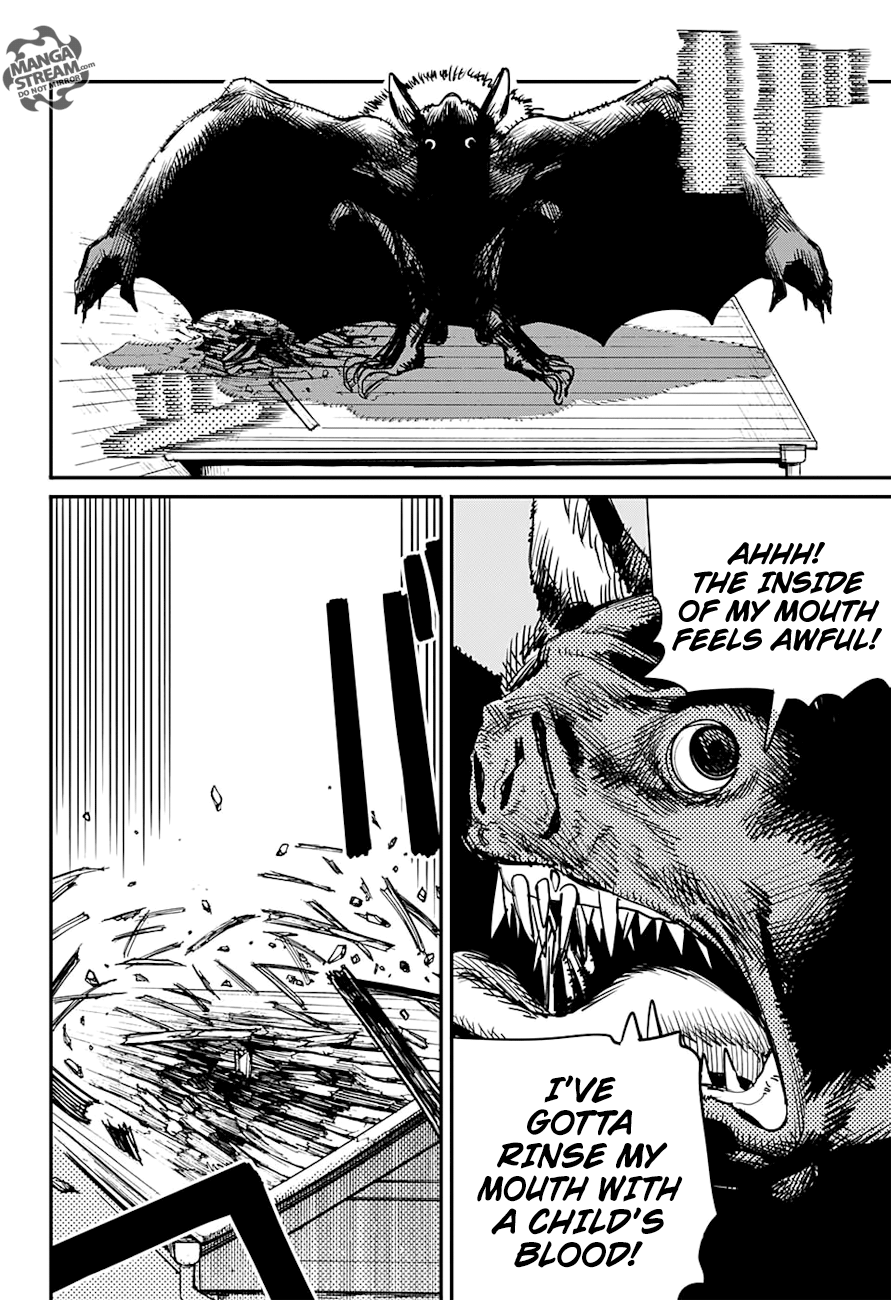 MANGA
STREAM.com
DO NOT MIRROR
AHHH!
THE INSIDE
OF MY MOUTH
FEELS AWFUL!
I'VE
GOTTA
RINSE MY
MOUTH WITH
A CHILD'S
BLOOD!